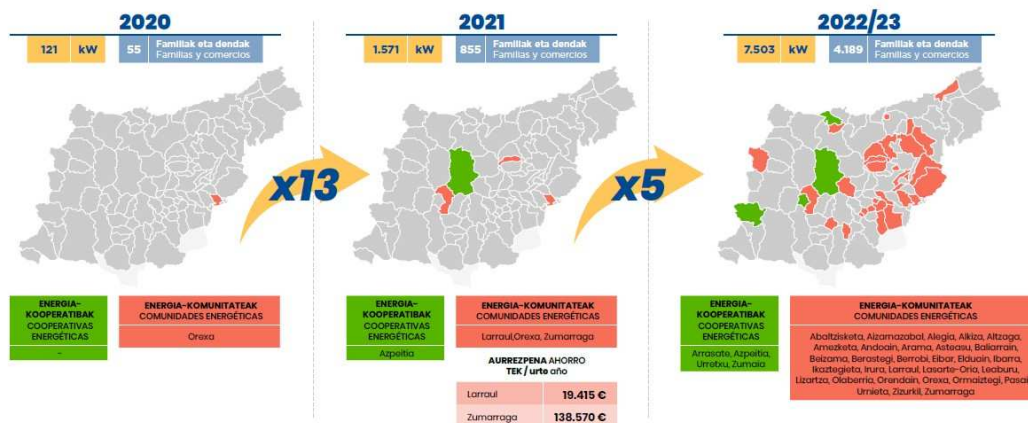 2020
121 kW
55 Familiak eta dendak
Familias y comercios
ENERGIA-
KOOPERATIBAK
COOPERATIVAS
ENERGÉTICAS
-
ENERGIA-KOMUNITATEAK
COMUNIDADES ENERGÉTICAS
Orexa
x13
2021
1.571 kW
855 Familiak eta dendak
Familias y comercios
ENERGIA-
KOOPERATIBAK
COOPERATIVAS
ENERGÉTICAS
Azpeitia
ENERGIA-KOMUNITATEAK
COMUNIDADES ENERGÉTICAS
Larraul,Orexa, Zumarraga
AURREZPENA AHORRO
TEK / urte año
Larraul 19.415 €
Zumarraga 138.570 €
x5
2022/23
7.503 kW
4.189 Familiak eta dendak
Familias y comercios
ENERGIA-
KOOPERATIBAK
COOPERATIVAS
ENERGÉTICAS
Arrasate, Azpeitia,
Urretxu, Zumaia
ENERGIA-KOMUNITATEAK
COMUNIDADES ENERGÉTICAS
Abaltzisketa, Aizarnazabal, Alegia, Alkiza, Altzaga,
Amezketa, Andoain, Arama, Asteasu, Baliarrain,
Beizama, Berastegi, Berrobi, Eibar, Elduain, Ibarra,
Ikaztegieta, Irura, Larraul, Lasarte-Oria, Leaburu,
Lizartza, Olaberria, Orendain, Orexa, Ormaiztegi, Pasaia
Urnieta, Zizurkil, Zumarraga